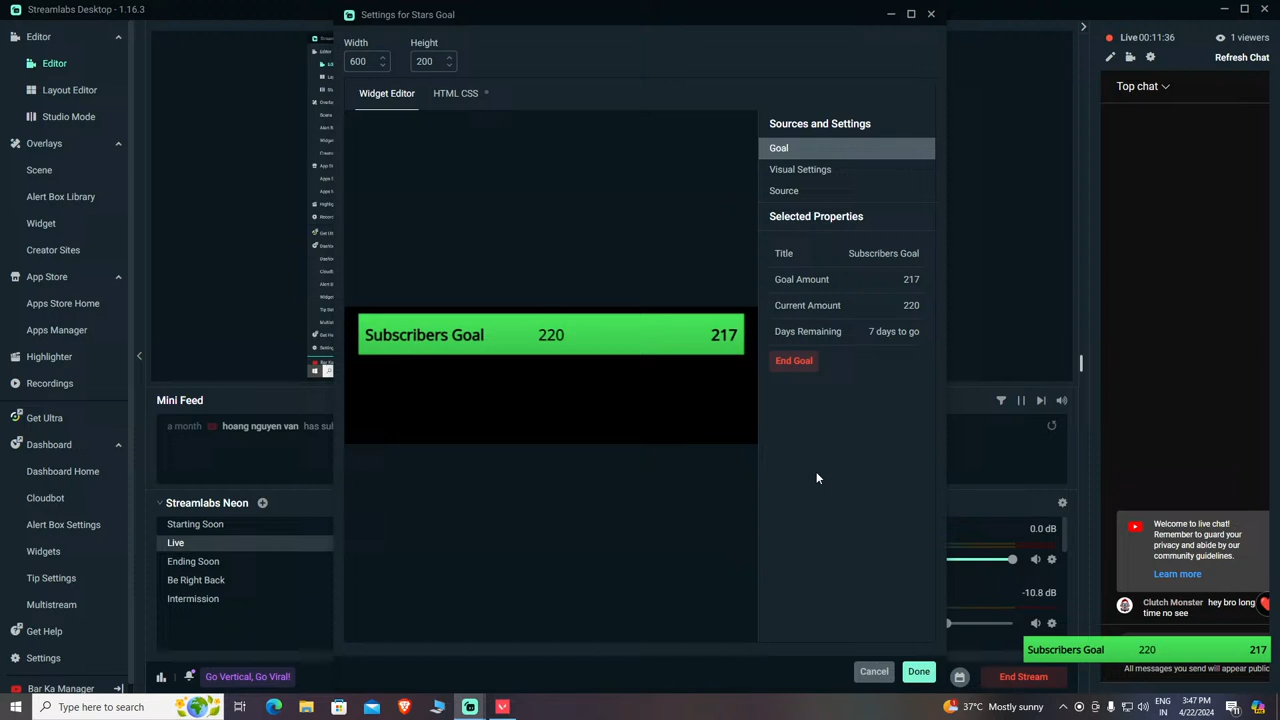 Streamlabs Desktop - 1.16.3
Settings for Stars Goal
Editor
Editor
Layout Editor
Studio Mode
Overlays
Scene
Alert Box Library
Widget
Creator Sites
App Store
Apps Store Home
Apps Manager
Highlighter
Recordings
Get Ultra
Dashboard
Dashboard Home
Cloudbot
Alert Box Settings
Widgets
Tip Settings
Multistream
Get Help
Settings
Bar Ka Manager
Width
Height
600
200
Widget Editor
HTML CSS
Subscribers Goal 220 217
Sources and Settings
Goal
Visual Settings
Source
Selected Properties
Title Subscribers Goal
Goal Amount 217
Current Amount 220
Days Remaining 7 days to go
End Goal
Cancel
Done
Mini Feed
a month hoang nguyen van has su
Streamlabs Neon
Starting Soon
Live
Ending Soon
Be Right Back
Intermission
Go Vertical, Go Viral!
0.0 dB
-10.8 dB
End Stream
Live 00:11:36
1 viewers
Refresh Chat
Top chat
Welcome to live chat!
Remember to guard your
privacy and abide by our
community guidelines.
Learn more
Clutch Monster hey bro long
time no see
Subscribers Goal 220 217
All messages you send will appear public
Type here to search
37°C Mostly sunny
ENG
IN
3:47 PM
4/22/2024